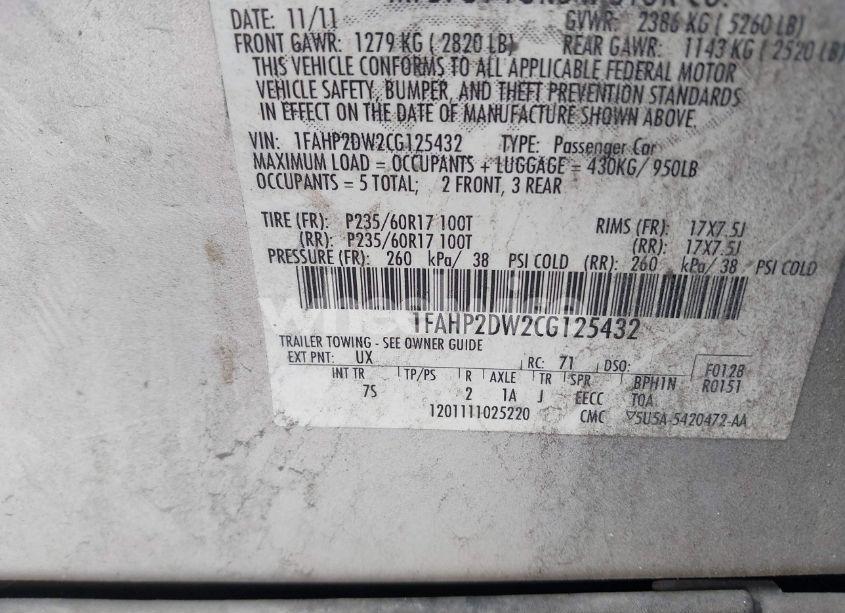 MOTOR CO.
DATE: 11/11 GVWR: 2386 KG ( 5260 LB)
FRONT GAWR: 1279 KG ( 2820 LB) REAR GAWR: 1143 KG ( 2520 LB)
THIS VEHICLE CONFORMS TO ALL APPLICABLE FEDERAL MOTOR
VEHICLE SAFETY, BUMPER, AND THEFT PREVENTION STANDARDS
IN EFFECT ON THE DATE OF MANUFACTURE SHOWN ABOVE.
VIN: 1FAHP2DW2CG125432 TYPE: Passenger Car
MAXIMUM LOAD = OCCUPANTS + LUGGAGE = 430KG/ 950LB
OCCUPANTS = 5 TOTAL; 2 FRONT, 3 REAR
TIRE (FR): P235/60R17 100T RIMS (FR): 17X7.5J
(RR): P235/60R17 100T (RR): 17X7.5J
PRESSURE (FR): 260 kPa/ 38 PSI COLD (RR): 260 kPa/ 38 PSI COLD
1FAHP2DW2CG125432
TRAILER TOWING - SEE OWNER GUIDE
EXT PNT: UX RC: 71 DSO: F0128
INT TR TP/PS R AXLE TR SPR BPH1N R0151
7S 2 1A J EECC TOA
1201111025220 CMC 5U5A-5420472-AA